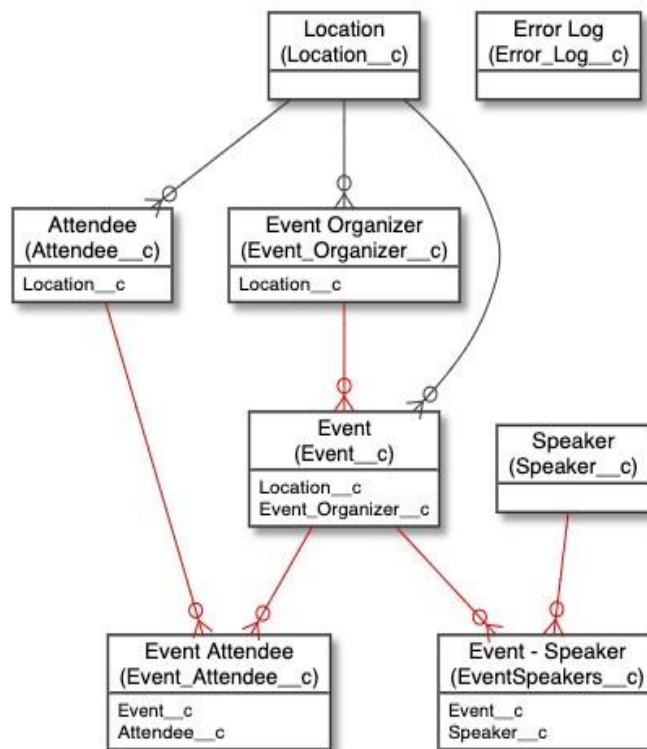 Location
(Location__c)
Error Log
(Error_Log__c)
Attendee
(Attendee__c)
Location__c
Event Organizer
(Event_Organizer__c)
Location__c
Event
(Event__c)
Location__c
Event_Organizer__c
Speaker
(Speaker__c)
Event Attendee
(Event_Attendee__c)
Event__c
Attendee__c
Event - Speaker
(EventSpeakers__c)
Event__c
Speaker__c